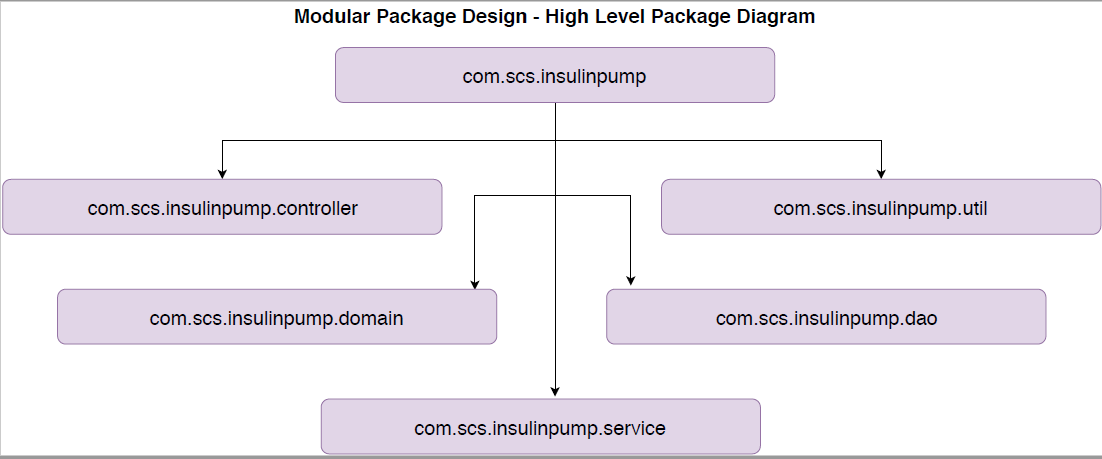 Modular Package Design - High Level Package Diagram
com.scs.insulinpump
com.scs.insulinpump.controller
com.scs.insulinpump.util
com.scs.insulinpump.domain
com.scs.insulinpump.dao
com.scs.insulinpump.service